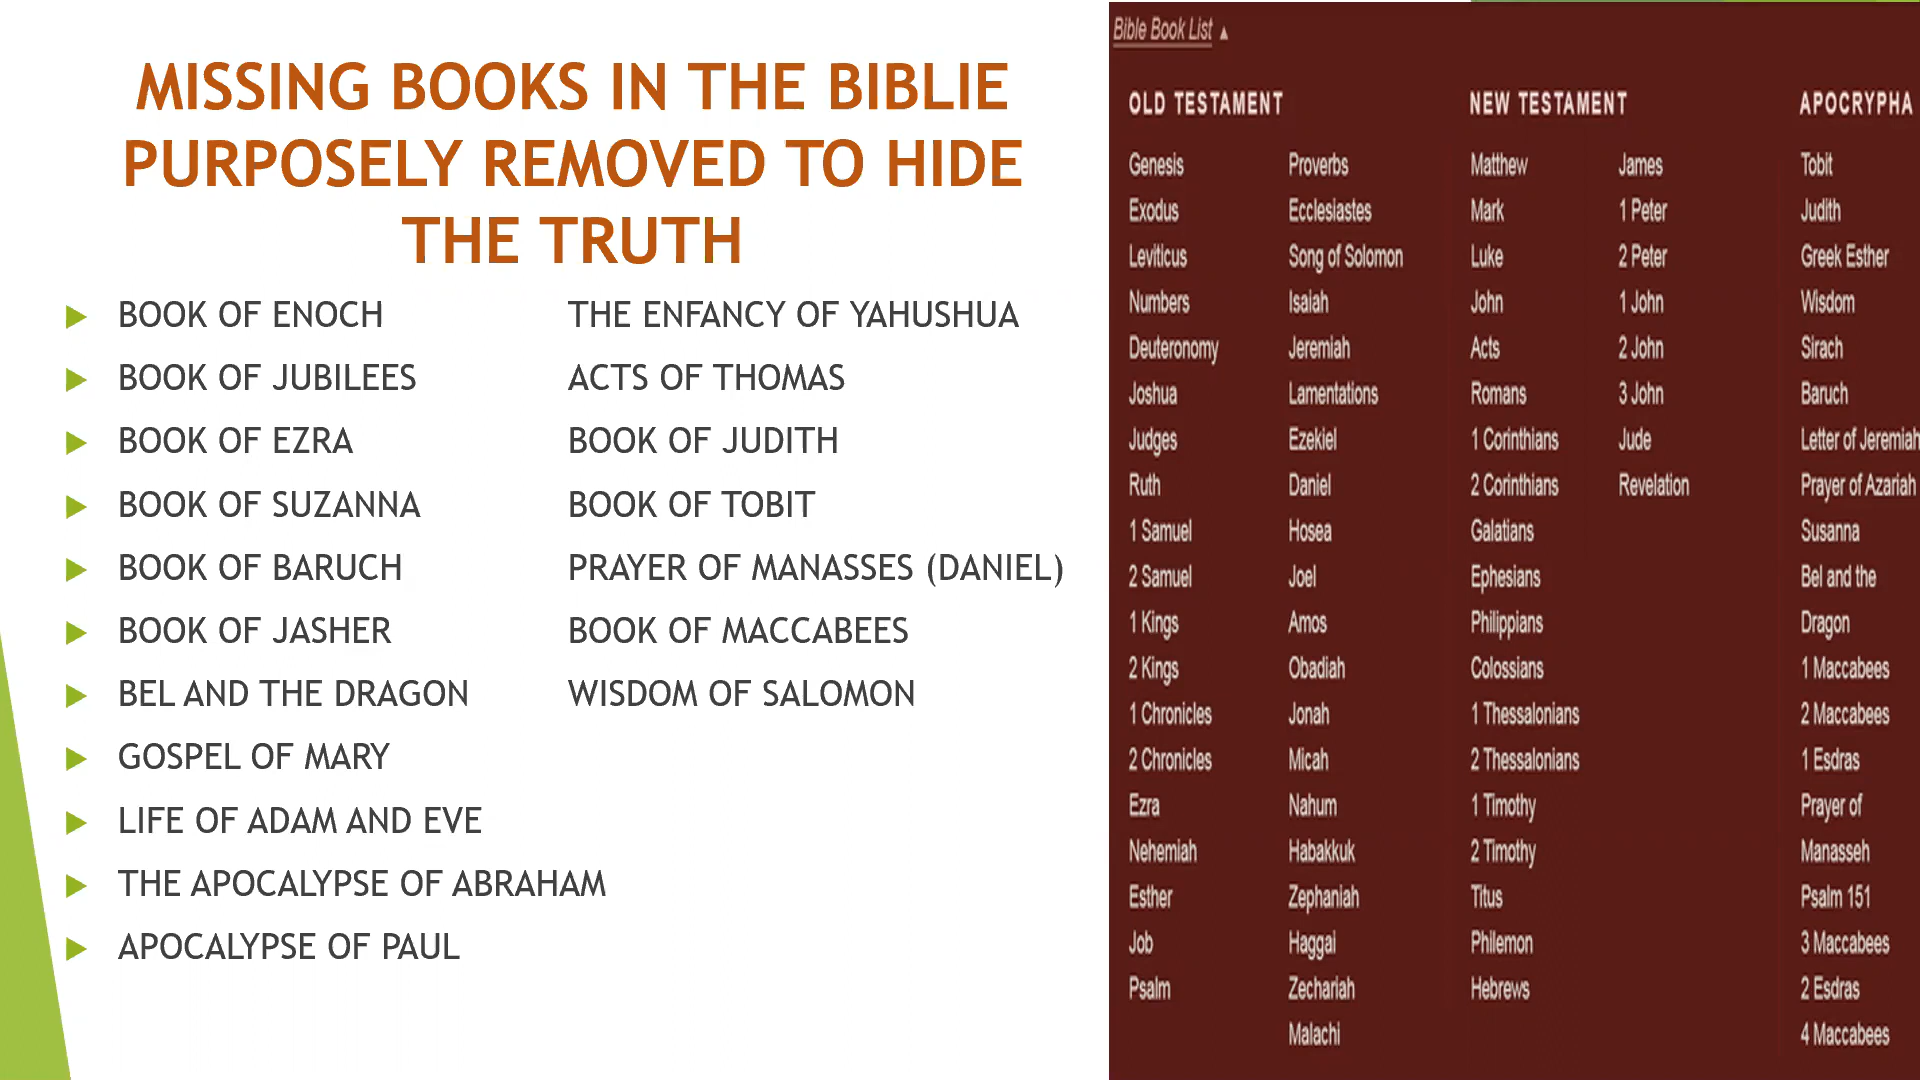 MISSING BOOKS IN THE BIBLIE
PURPOSELY REMOVED TO HIDE
THE TRUTH
BOOK OF ENOCH
BOOK OF JUBILEES
BOOK OF EZRA
BOOK OF SUZANNA
BOOK OF BARUCH
BOOK OF JASHER
BEL AND THE DRAGON
GOSPEL OF MARY
LIFE OF ADAM AND EVE
THE APOCALYPSE OF ABRAHAM
APOCALYPSE OF PAUL
THE ENFANCY OF YAHUSHUA
ACTS OF THOMAS
BOOK OF JUDITH
BOOK OF TOBIT
PRAYER OF MANASSES (DANIEL)
BOOK OF MACCABEES
WISDOM OF SALOMON
Bible Book List ▲
OLD TESTAMENT
Genesis
Exodus
Leviticus
Numbers
Deuteronomy
Joshua
Judges
Ruth
1 Samuel
2 Samuel
1 Kings
2 Kings
1 Chronicles
2 Chronicles
Ezra
Nehemiah
Esther
Job
Psalm
Proverbs
Ecclesiastes
Song of Solomon
Isaiah
Jeremiah
Lamentations
Ezekiel
Daniel
Hosea
Joel
Amos
Obadiah
Jonah
Micah
Nahum
Habakkuk
Zephaniah
Haggai
Zechariah
Malachi
NEW TESTAMENT
Matthew
Mark
Luke
John
Acts
Romans
1 Corinthians
2 Corinthians
Galatians
Ephesians
Philippians
Colossians
1 Thessalonians
2 Thessalonians
1 Timothy
2 Timothy
Titus
Philemon
Hebrews
James
1 Peter
2 Peter
1 John
2 John
3 John
Jude
Revelation
APOCRYPHA
Tobit
Judith
Greek Esther
Wisdom
Sirach
Baruch
Letter of Jeremiah
Prayer of Azariah
Susanna
Bel and the
Dragon
1 Maccabees
2 Maccabees
1 Esdras
Prayer of
Manasseh
Psalm 151
3 Maccabees
2 Esdras
4 Maccabees